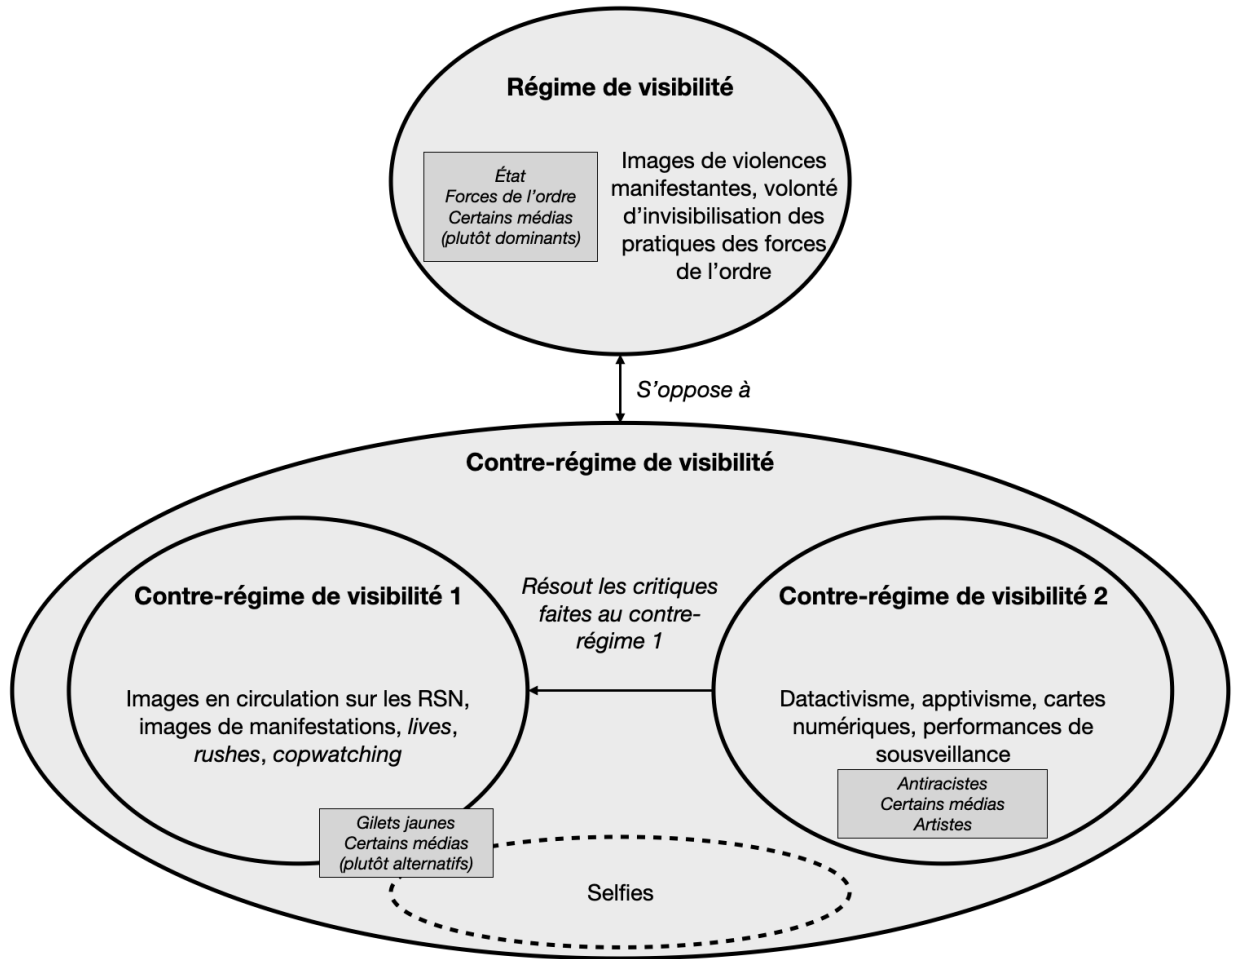 Régime de visibilité
État
Forces de l’ordre
Certains médias
(plutôt dominants)
Images de violences
manifestantes, volonté
d’invisibilisation des
pratiques des forces
de l’ordre
S’oppose à
Contre-régime de visibilité
Contre-régime de visibilité 1
Images en circulation sur les RSN,
images de manifestations, lives,
rushes, copwatching
Gilets jaunes
Certains médias
(plutôt alternatifs)
Résout les critiques
faites au contre-
régime 1
Contre-régime de visibilité 2
Datactivisme, apptivisme, cartes
numériques, performances de
sousveillance
Antiracistes
Certains médias
Artistes
Selfies